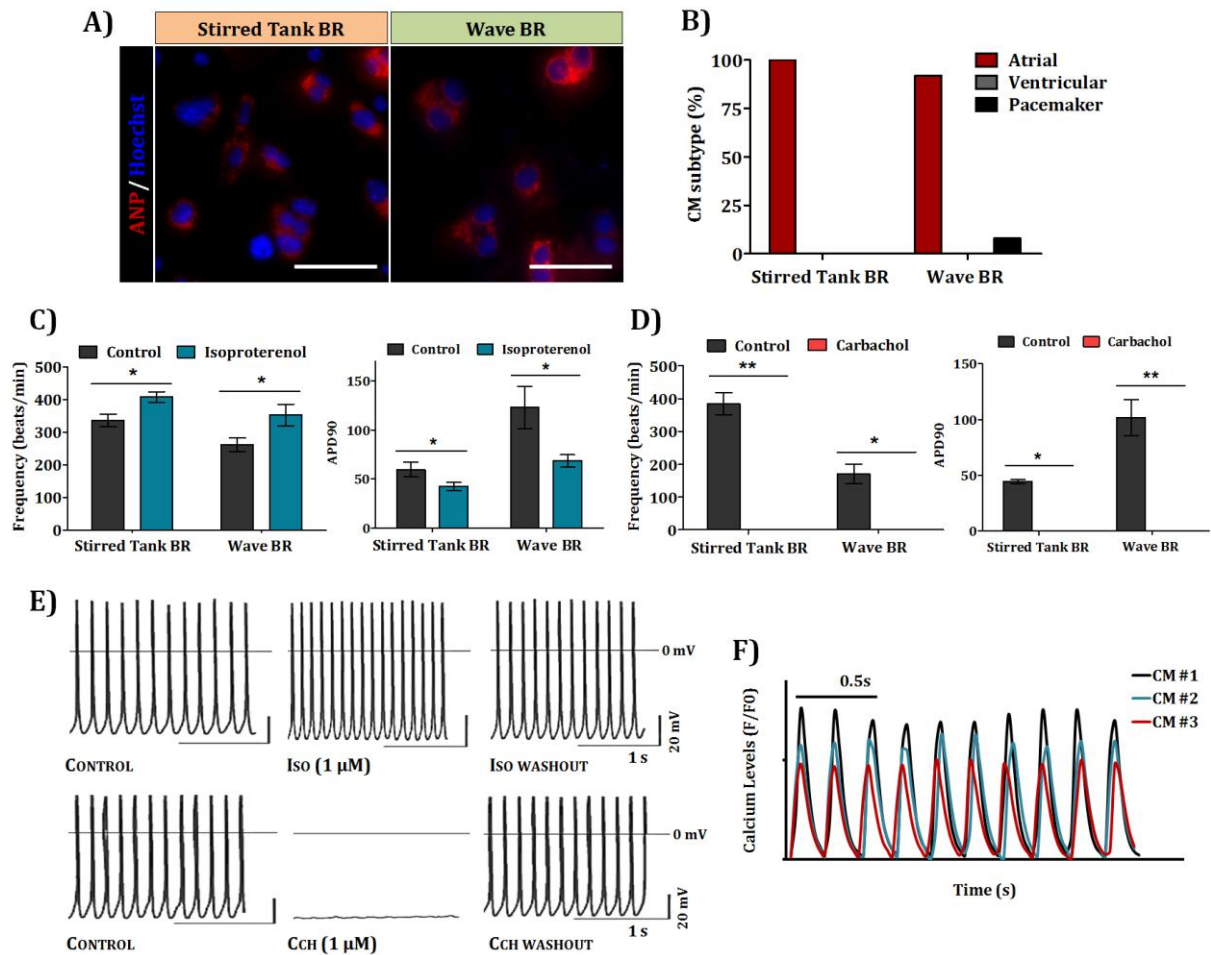 A)
Stirred Tank BR
Wave BR
ANP / Hoechst
B)
CM subtype (%)
100
75
50
25
0
Atrial
Ventricular
Pacemaker
Stirred Tank BR
Wave BR
C)
Control
Isoproterenol
Frequency (beats/min)
500
400
300
200
100
0
*
*
Stirred Tank BR
Wave BR
Control
Isoproterenol
APD90
150
100
50
0
*
*
Stirred Tank BR
Wave BR
D)
Control
Carbachol
Frequency (beats/min)
500
400
300
200
100
0
**
*
Stirred Tank BR
Wave BR
Control
Carbachol
APD90
150
100
50
0
*
**
Stirred Tank BR
Wave BR
E)
0 mV
20 mV
1 s
CONTROL
ISO (1 μM)
ISO WASHOUT
0 mV
20 mV
1 s
CONTROL
CCH (1 μM)
CCH WASHOUT
F)
0.5s
CM #1
CM #2
CM #3
Calcium Levels (F/F0)
Time (s)